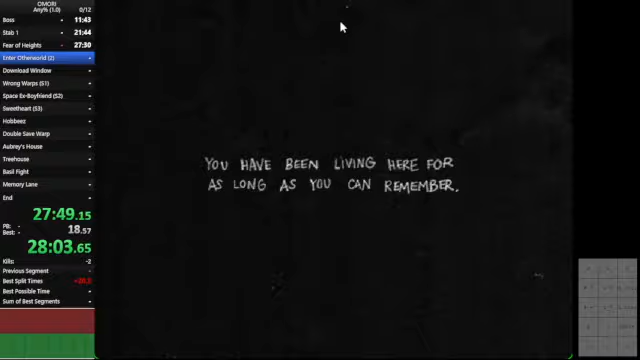 OMORI
Any% (1.0) 0/12
Boss 11:43
Stab 1 21:44
Fear of Heights 27:30
Enter Otherworld (2) -
Download Window -
Wrong Warps (S1) -
Space Ex-Boyfriend (S2) -
Sweetheart (S3) -
Hobbeez -
Double Save Warp -
Aubrey's House -
Treehouse -
Basil Fight -
Memory Lane -
End -
27:49.15
PB: -
Best: - 18.57
28:03.65
Kills: -2
Previous Segment -
Best Split Times
Best Possible Time -
Sum of Best Segments -
YOU HAVE BEEN LIVING HERE FOR
AS LONG AS YOU CAN REMEMBER.